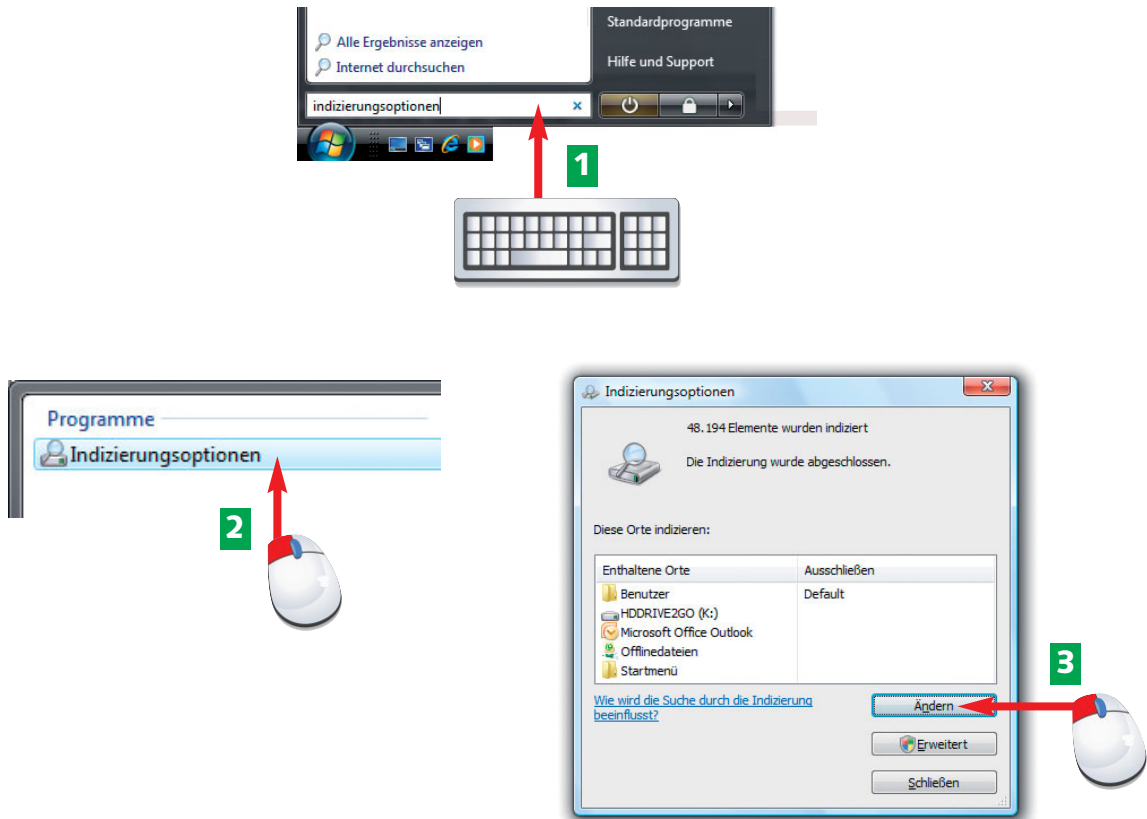 Standardprogramme
Alle Ergebnisse anzeigen
Internet durchsuchen
Hilfe und Support
indizierungsoptionen
1
Programme
Indizierungsoptionen
2
Indizierungsoptionen
48.194 Elemente wurden indiziert
Die Indizierung wurde abgeschlossen.
Diese Orte indizieren:
Enthaltene Orte Ausschließen
Benutzer Default
HDDRIVE2GO (K:)
Microsoft Office Outlook
Offlinedateien
Startmenü
3
Wie wird die Suche durch die Indizierung
beeinflusst?
Ändern
Erweitert
Schließen